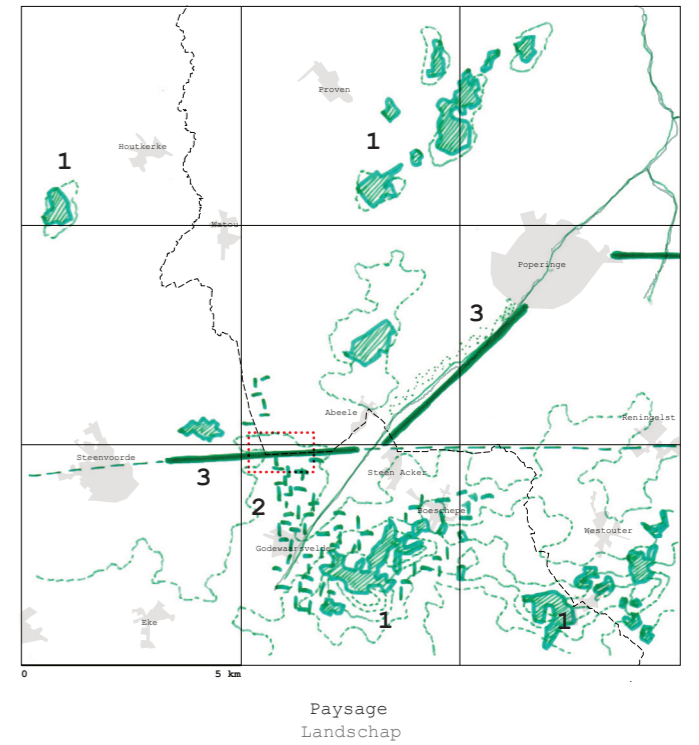 Proven
1
Houtkerke
1
Watou
Poperinge
3
Abeele
Reningelst
Steenvoorde
3
Steen Acker
2
Boeschepe
Westouter
Godewaarsvelde
1
1
Eke
0
5 km
Paysage
Landschap